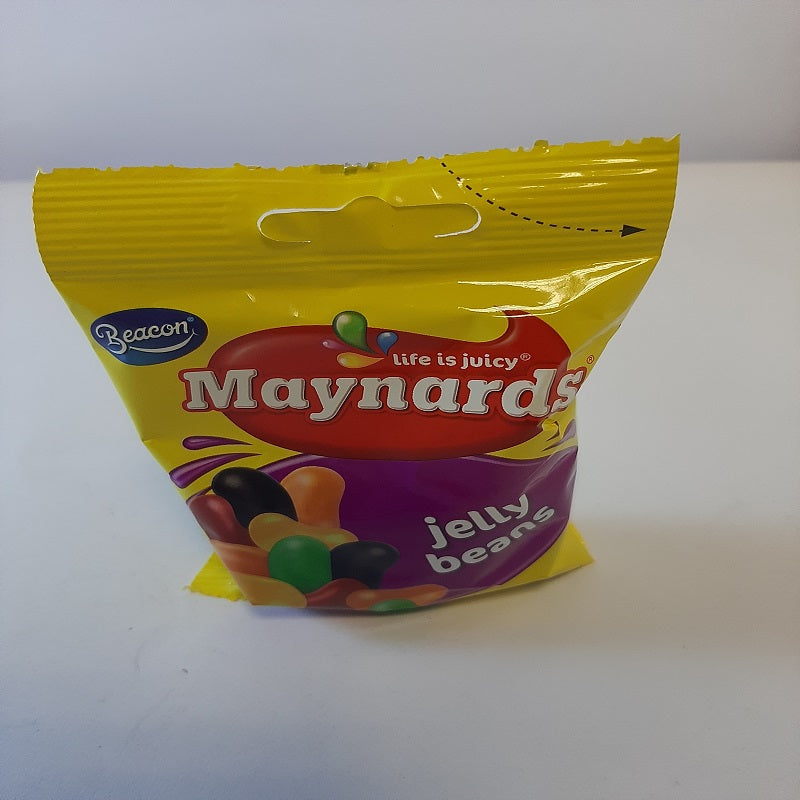 Beacon®
life is juicy®
Maynards®
jelly
beans